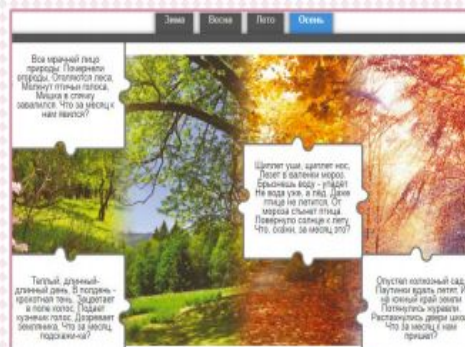 Зима Весна Лето Осень
Все мрачней лицо
природы: Почернели
огороды, Оголяются леса,
Молкнут птичьи голоса,
Мишка в спячку
завалился. Что за месяц к
нам явился?
Щиплет уши, щиплет нос,
Лезет в валенки мороз.
Брызнешь воду - упадёт
Не вода уже, а лёд. Даже
птице не летится, От
мороза стынет птица.
Повернуло солнце к лету.
Что, скажи, за месяц это?
Теплый, длинный-
длинный день, В полдень -
крохотная тень, Зацветает
в поле колос, Подает
кузнечик голос, Дозревает
земляника, Что за месяц,
подскажи-ка?
Опустел колхозный сад,
Паутинки вдаль летят, И
на южный край земли
Потянулись журавли.
Распахнулись двери школ
Что за месяц к нам
пришел?